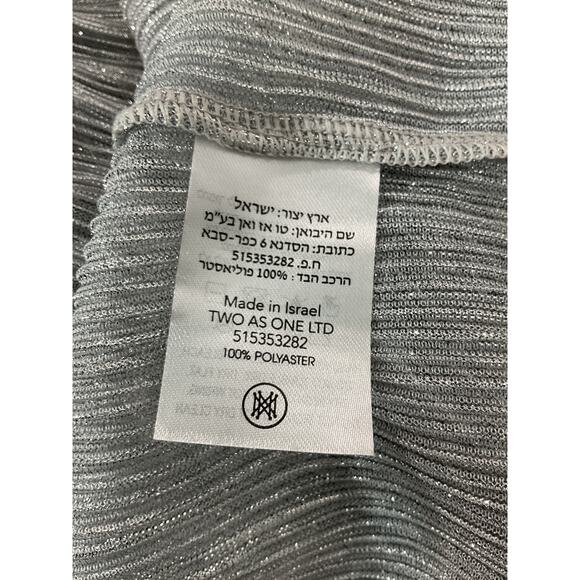 ארץ יצור: ישראל
שם היבואן: טו אז ואן בע"מ
כתובת: הסדנא 6 כפר-סבא
ח.פ. 515353282
הרכב הבד: 100% פוליאסטר
Made in Israel
TWO AS ONE LTD
515353282
100% POLYASTER